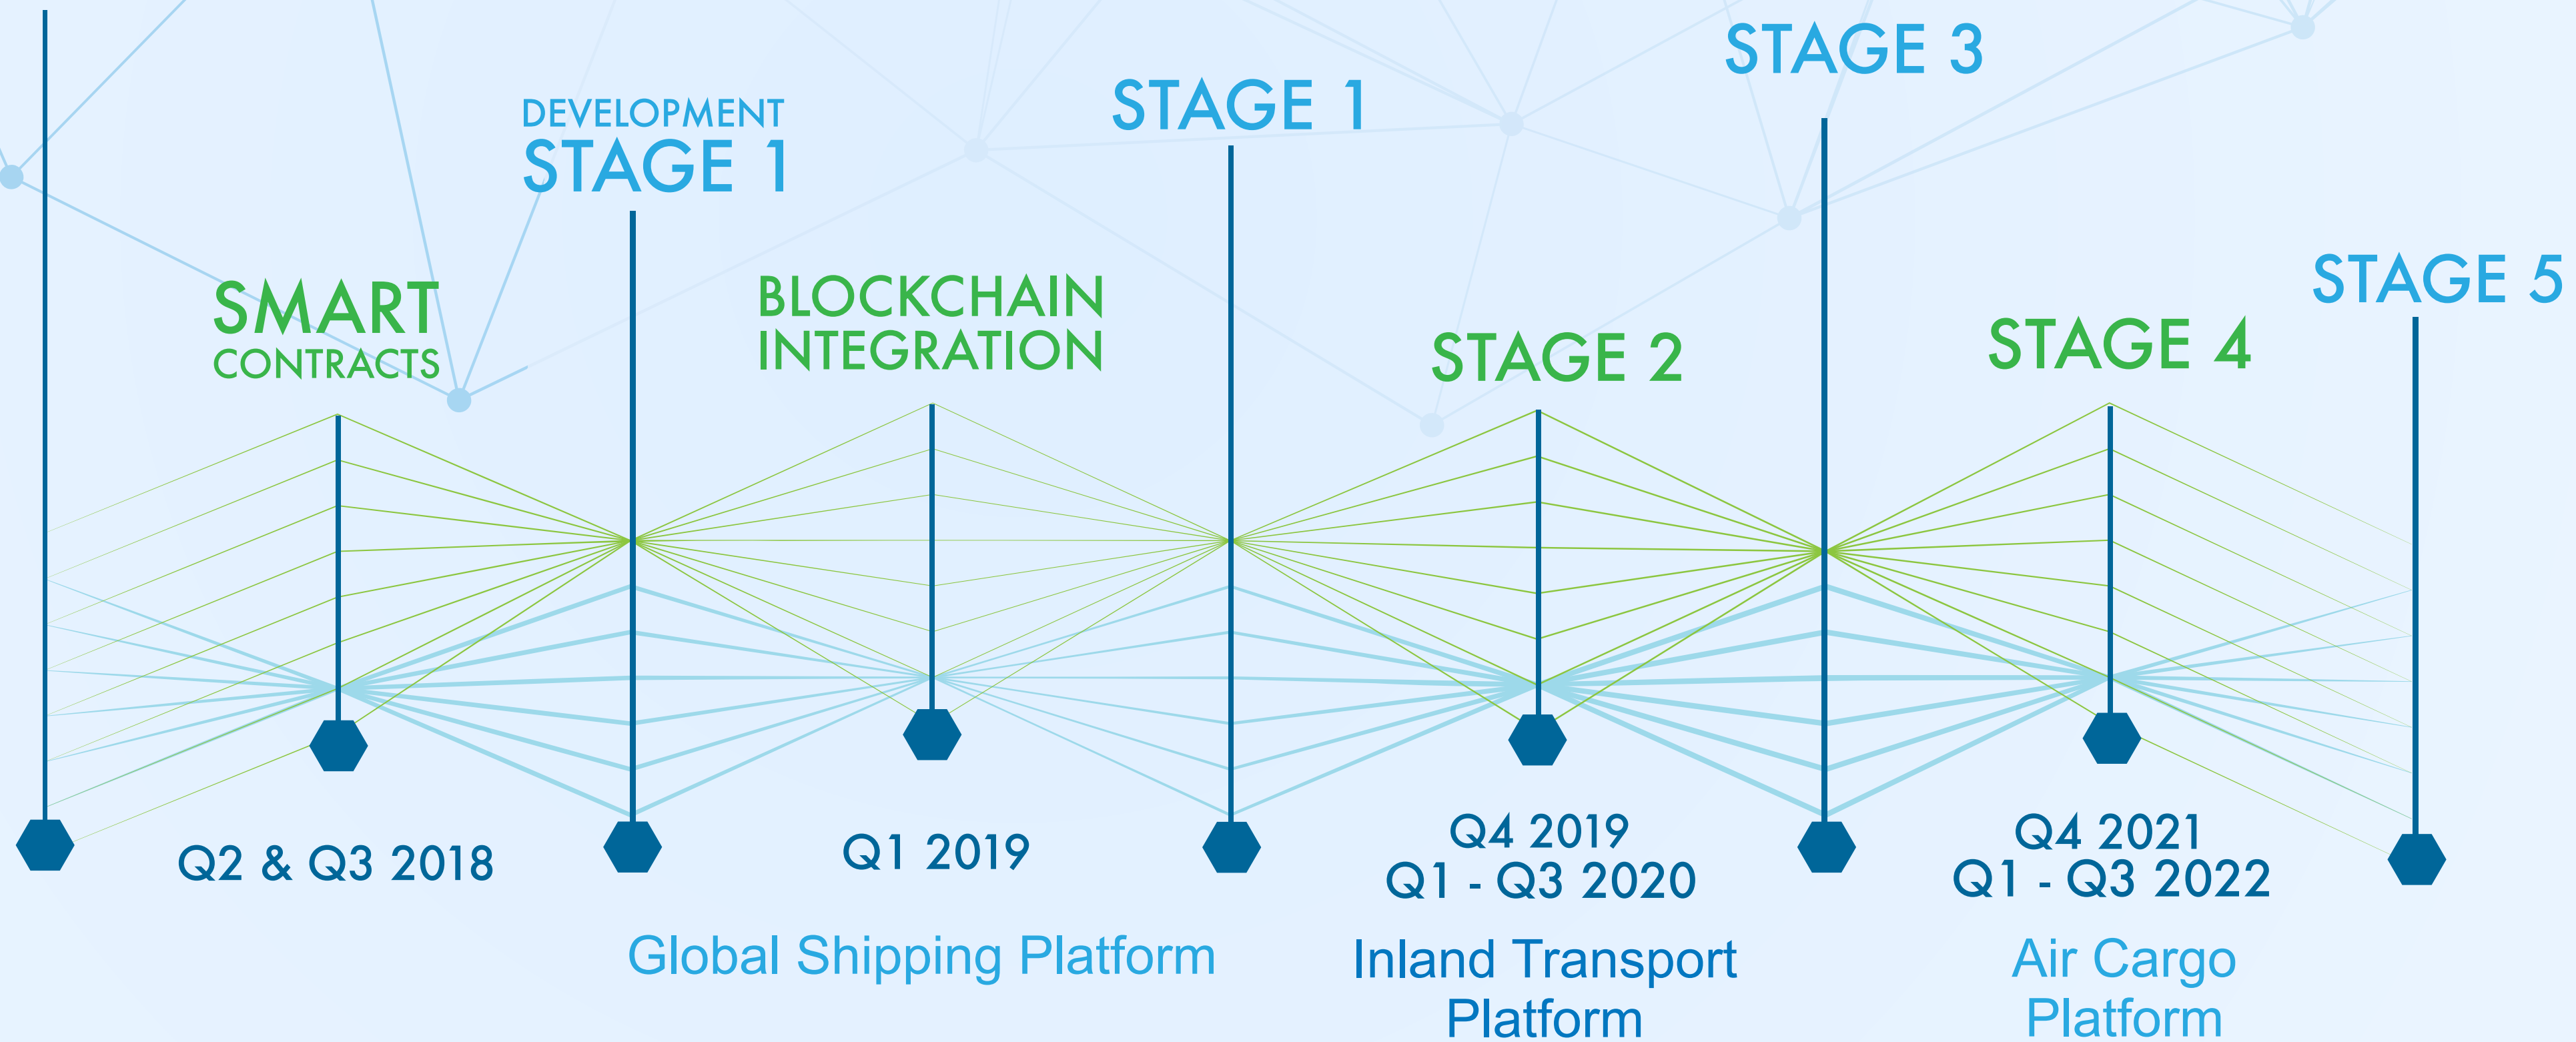 DEVELOPMENT
STAGE 1
STAGE 1
STAGE 3
STAGE 5
SMART
CONTRACTS
BLOCKCHAIN
INTEGRATION
STAGE 2
STAGE 4
Q2 & Q3 2018
Q1 2019
Q4 2019
Q1 - Q3 2020
Q4 2021
Q1 - Q3 2022
Global Shipping Platform
Inland Transport
Platform
Air Cargo
Platform